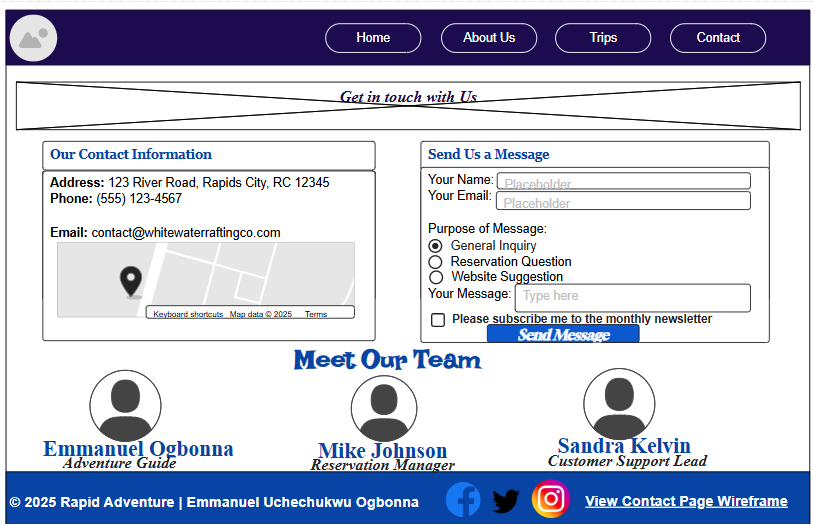 Home
About Us
Trips
Contact
Get in touch with Us
Our Contact Information
Address: 123 River Road, Rapids City, RC 12345
Phone: (555) 123-4567
Email: contact@whitewaterraftingco.com
Keyboard shortcuts Map data © 2025 Terms
Send Us a Message
Your Name: Placeholder
Your Email: Placeholder
Purpose of Message:
General Inquiry
Reservation Question
Website Suggestion
Your Message: Type here
Please subscribe me to the monthly newsletter
Send Message
Meet Our Team
Emmanuel Ogbonna
Adventure Guide
Mike Johnson
Reservation Manager
Sandra Kelvin
Customer Support Lead
© 2025 Rapid Adventure | Emmanuel Uchechukwu Ogbonna
View Contact Page Wireframe